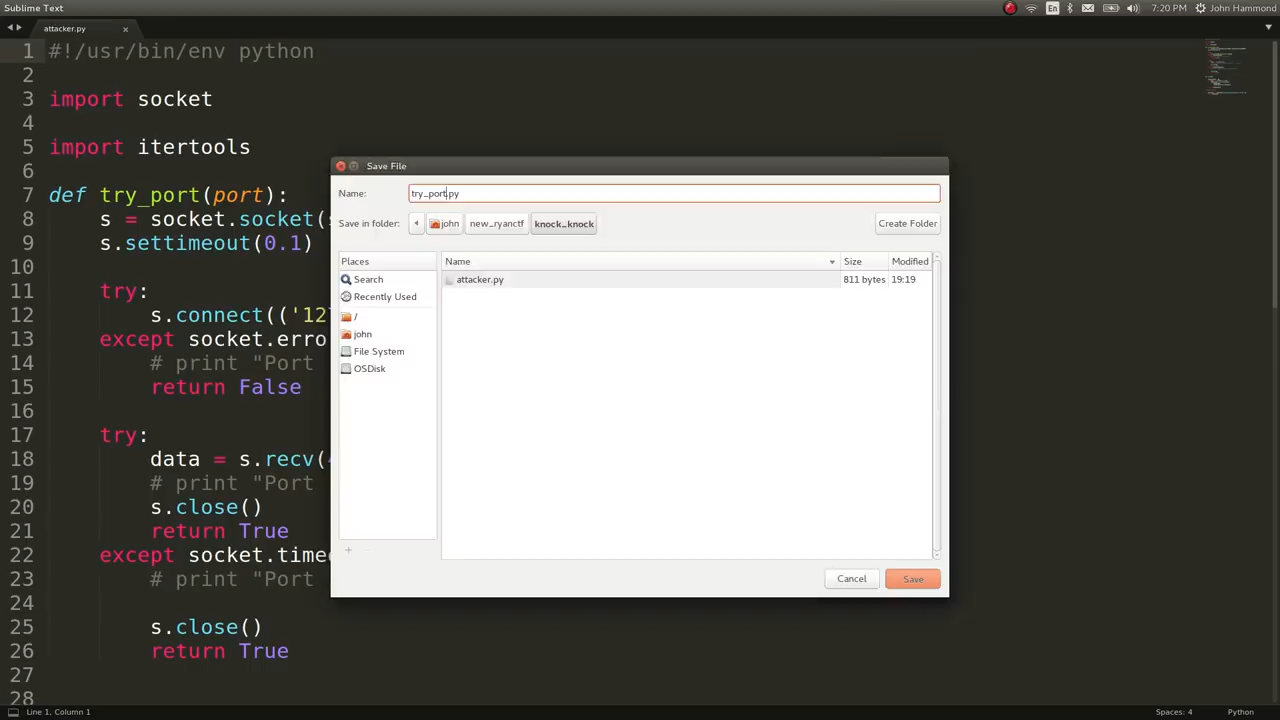 Sublime Text
En
7:20 PM
John Hammond
attacker.py
1 #!/usr/bin/env python
2
3 import socket
4
5 import itertools
6
7 def try_port(port):
8 s = socket.socket(
9 s.settimeout(0.1)
10
11 try:
12 s.connect(('12
13 except socket.erro
14 # print "Port
15 return False
16
17 try:
18 data = s.recv(
19 # print "Port
20 s.close()
21 return True
22 except socket.time
23 # print "Port
24
25 s.close()
26 return True
27
28
Save File
Name: try_port.py
Save in folder: john new_ryanctf knock_knock Create Folder
Places
Search
Recently Used
/
john
File System
OSDisk
Name Size Modified
attacker.py 811 bytes 19:19
Cancel Save
Line 1, Column 1 Spaces: 4 Python